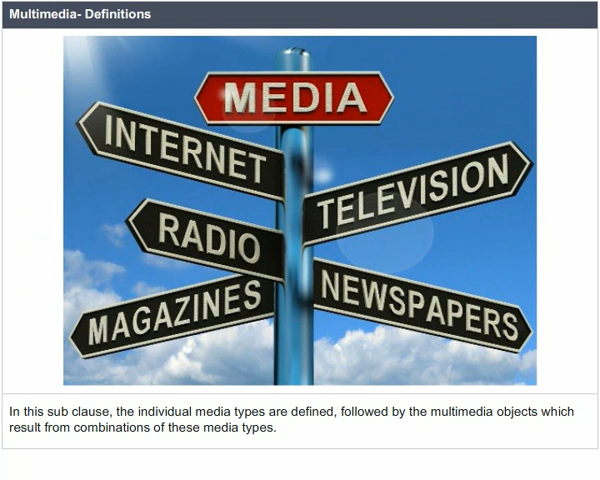 Multimedia- Definitions
MEDIA
INTERNET
TELEVISION
RADIO
NEWSPAPERS
MAGAZINES
In this sub clause, the individual media types are defined, followed by the multimedia objects which
result from combinations of these media types.